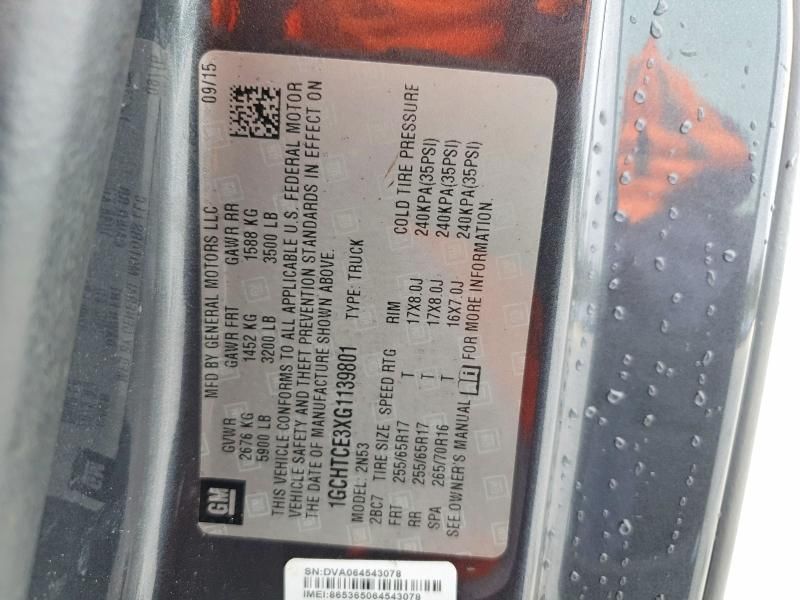 MFD BY GENERAL MOTORS LLC 09/15
GVWR GAWR FRT GAWR RR
2676 KG 1452 KG 1588 KG
5900 LB 3200 LB 3500 LB
GM
THIS VEHICLE CONFORMS TO ALL APPLICABLE U.S. FEDERAL MOTOR
VEHICLE SAFETY AND THEFT PREVENTION STANDARDS IN EFFECT ON
THE DATE OF MANUFACTURE SHOWN ABOVE.
1GCHTCE3XG1139801 TYPE: TRUCK
MODEL: 2N53
2BC7 TIRE SIZE SPEED RTG RIM COLD TIRE PRESSURE
FRT 255/65R17 T 17X8.0J 240KPA(35PSI)
RR 255/65R17 T 17X8.0J 240KPA(35PSI)
SPA 265/70R16 T 16X7.0J 240KPA(35PSI)
SEE OWNER'S MANUAL i FOR MORE INFORMATION.
SN:DVA064543078
IMEI:865365064543078